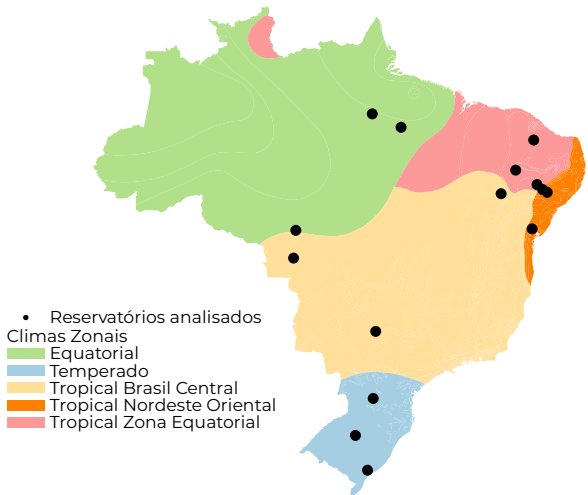 Reservatórios analisados
Climas Zonais
Equatorial
Temperado
Tropical Brasil Central
Tropical Nordeste Oriental
Tropical Zona Equatorial